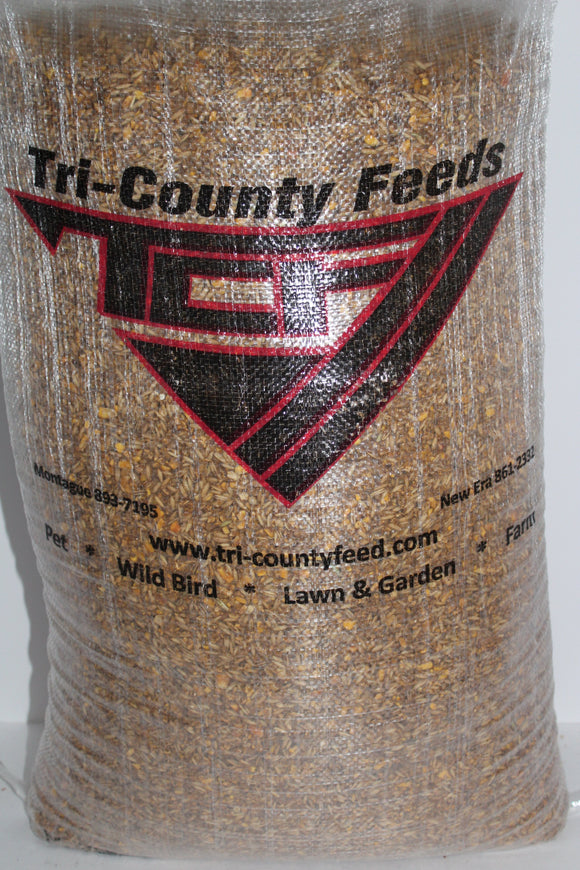 Tri-County Feeds
TCF
Montague 893-7195
New Era 861-2331
www.tri-countyfeed.com
Pet * Wild Bird * Lawn & Garden * Farm